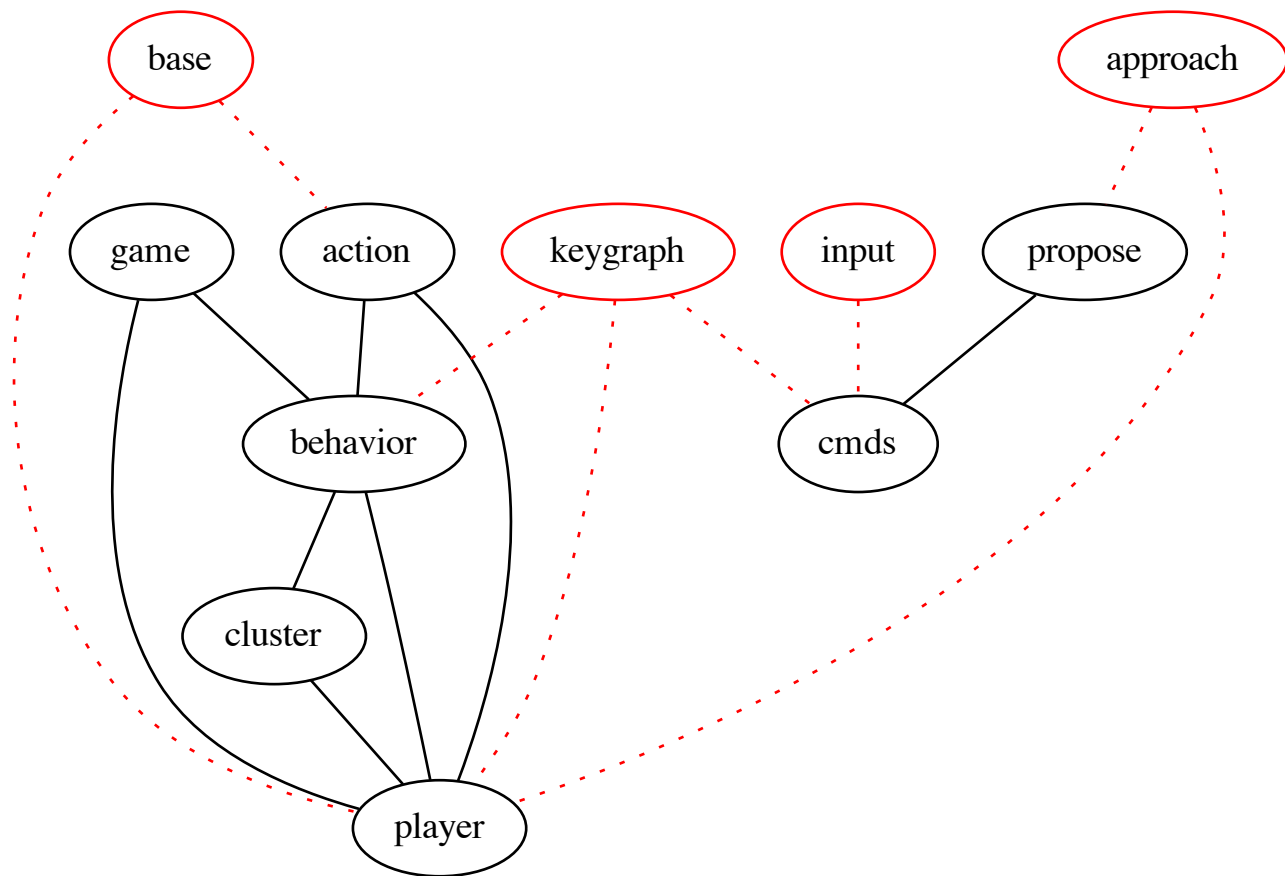 base
approach
game
action
keygraph
input
propose
behavior
cmds
cluster
player